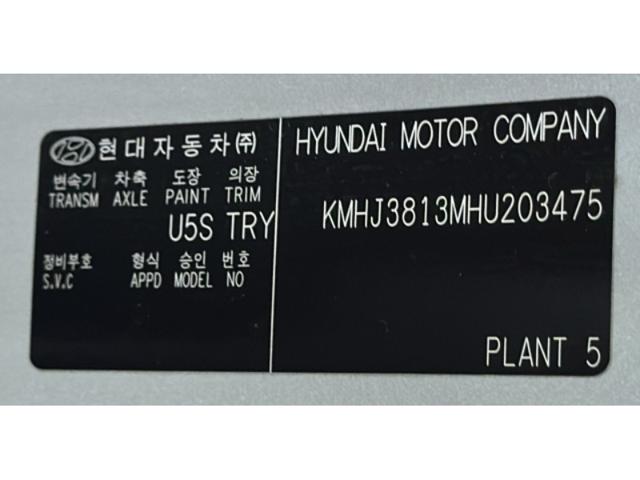 현대자동차㈜
변속기 차축 도장 의장
TRANSM AXLE PAINT TRIM
U5S TRY
정비부호 형식 승인 번호
S.V.C APPD MODEL NO
HYUNDAI MOTOR COMPANY
KMHJ3813MHU203475
PLANT 5